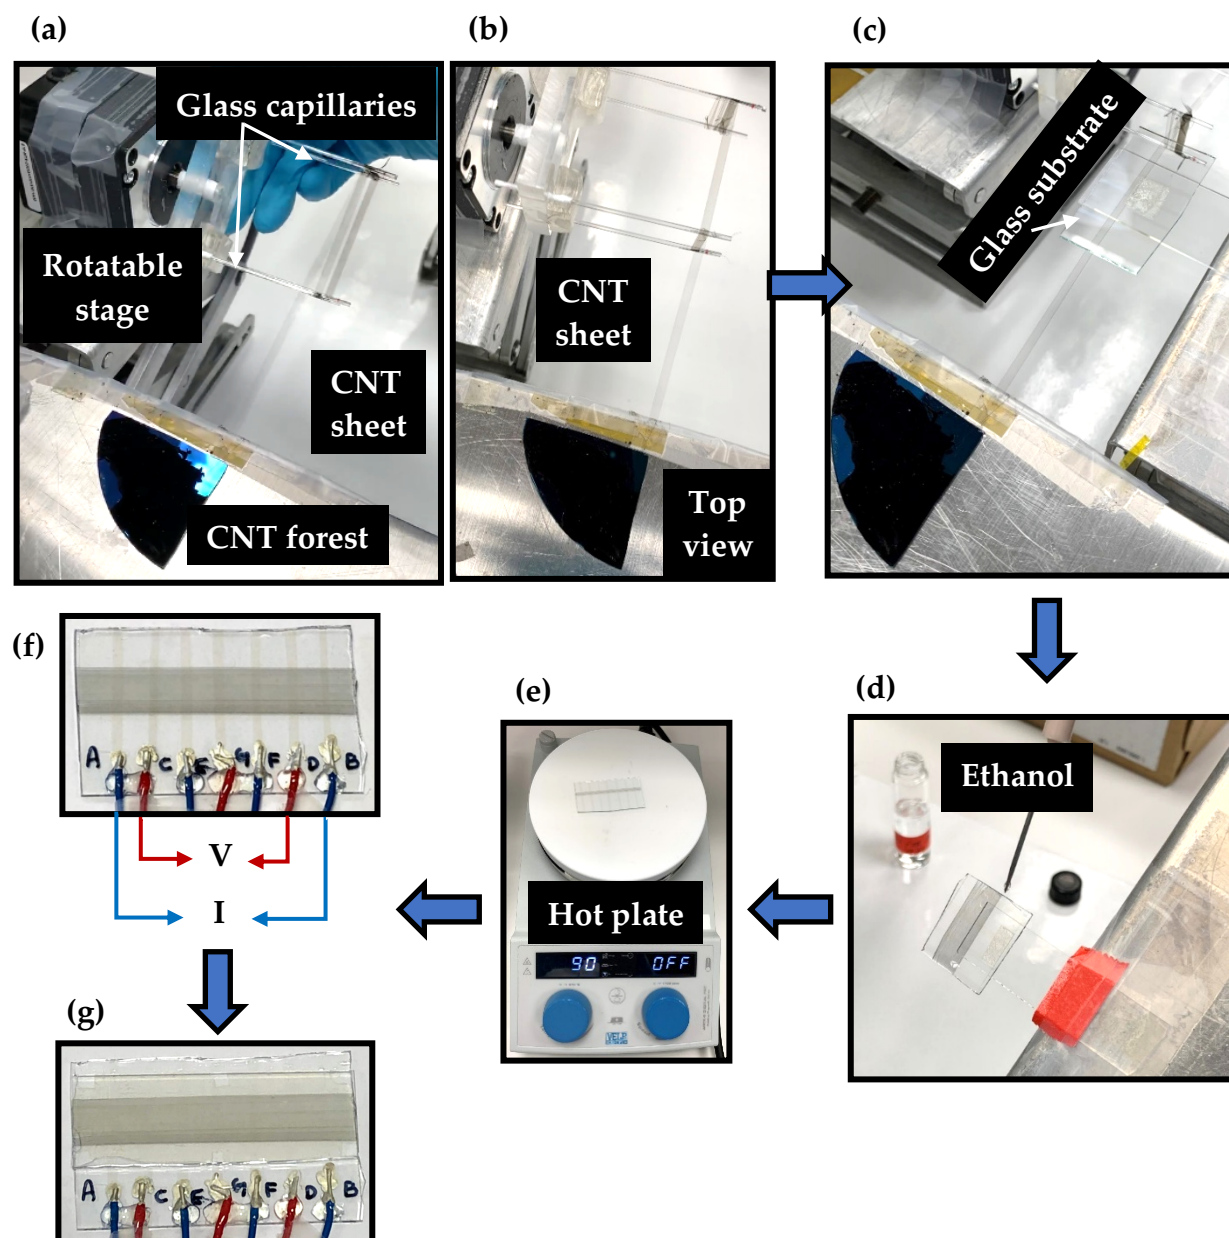 (a)
(b)
(c)
Glass capillaries
Rotatable
stage
CNT
sheet
CNT forest
CNT
sheet
Top
view
Glass substrate
(f)
A
C
E
G
F
D
B
V
I
(e)
Hot plate
90
OFF
VELP
(d)
Ethanol
(g)
A
C
E
G
F
D
B